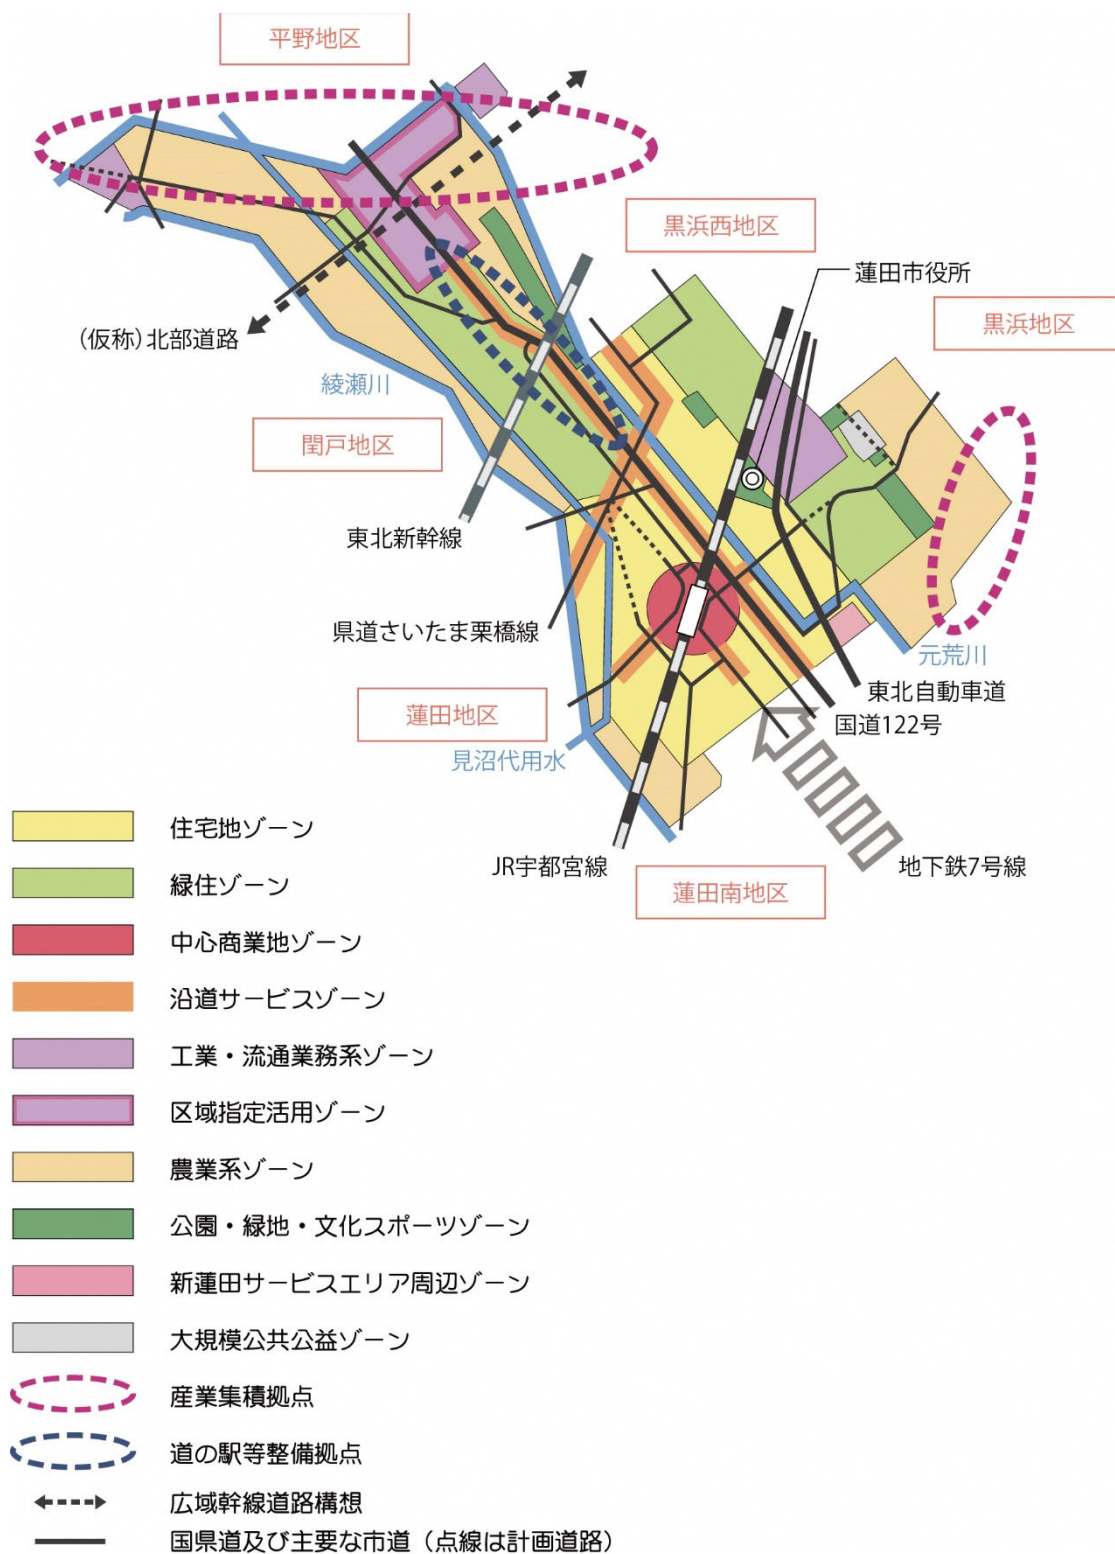 平野地区
黒浜西地区
蓮田市役所
黒浜地区
(仮称)北部道路
綾瀬川
閏戸地区
東北新幹線
県道さいたま栗橋線
元荒川
東北自動車道
蓮田地区
国道122号
見沼代用水
JR宇都宮線
地下鉄7号線
蓮田南地区
住宅地ゾーン
緑住ゾーン
中心商業地ゾーン
沿道サービスゾーン
工業・流通業務系ゾーン
区域指定活用ゾーン
農業系ゾーン
公園・緑地・文化スポーツゾーン
新蓮田サービスエリア周辺ゾーン
大規模公共公益ゾーン
産業集積拠点
道の駅等整備拠点
広域幹線道路構想
国県道及び主要な市道（点線は計画道路）